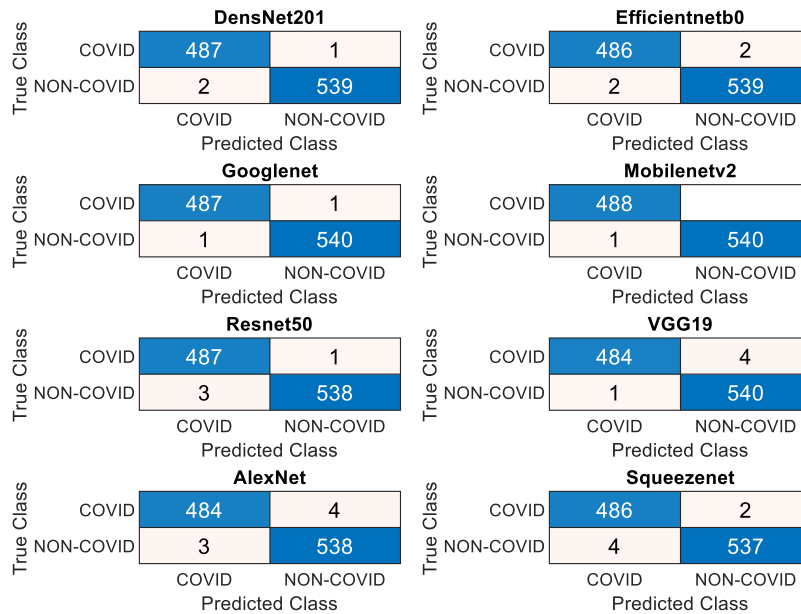 DensNet201
True Class
COVID 487 1
NON-COVID 2 539
COVID NON-COVID
Predicted Class
Efficientnetb0
True Class
COVID 486 2
NON-COVID 2 539
COVID NON-COVID
Predicted Class
Googlenet
True Class
COVID 487 1
NON-COVID 1 540
COVID NON-COVID
Predicted Class
Mobilenetv2
True Class
COVID 488
NON-COVID 1 540
COVID NON-COVID
Predicted Class
Resnet50
True Class
COVID 487 1
NON-COVID 3 538
COVID NON-COVID
Predicted Class
VGG19
True Class
COVID 484 4
NON-COVID 1 540
COVID NON-COVID
Predicted Class
AlexNet
True Class
COVID 484 4
NON-COVID 3 538
COVID NON-COVID
Predicted Class
Squeezenet
True Class
COVID 486 2
NON-COVID 4 537
COVID NON-COVID
Predicted Class